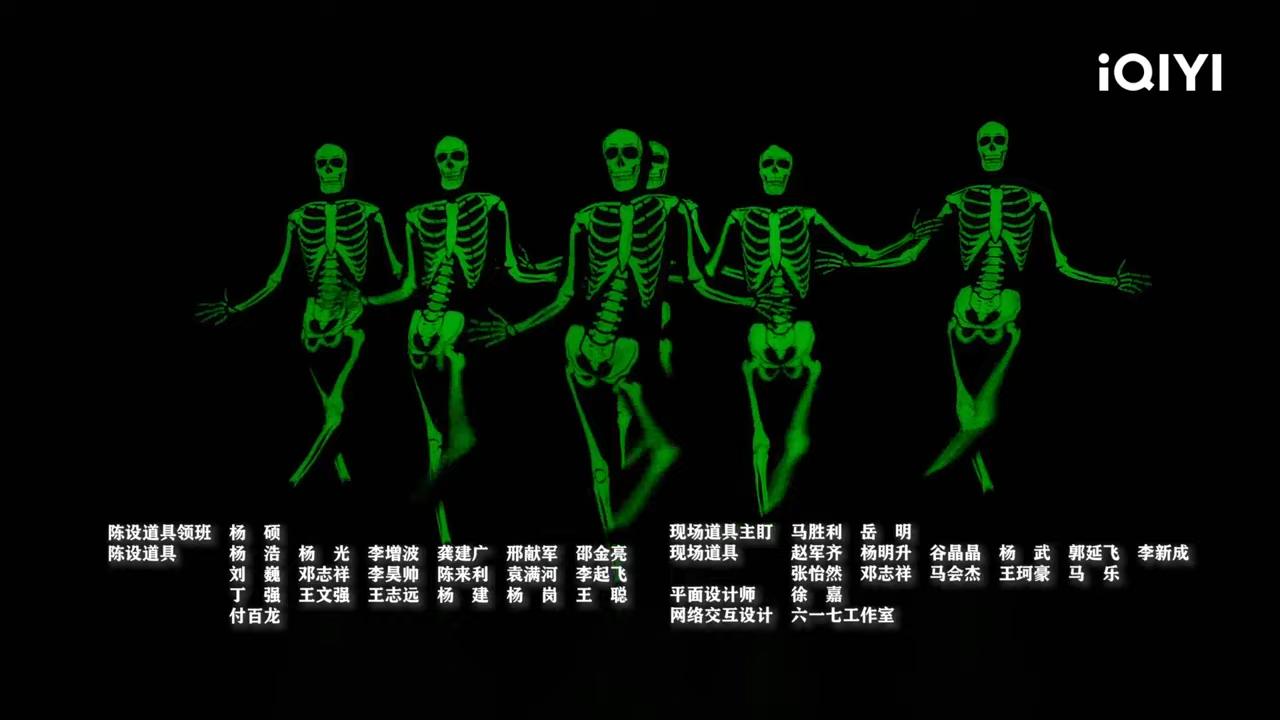 iQIYI
陈设道具领班 杨 硕
陈设道具 杨 浩 杨 光 李增波 龚建广 邢献军 邵金亮
刘 巍 邓志祥 李昊帅 陈来利 袁满河 李起飞
丁 强 王文强 王志远 杨 建 杨 岗 王 聪
付百龙
现场道具主盯 马胜利 岳 明
现场道具 赵军齐 杨明升 谷晶晶 杨 武 郭延飞 李新成
张怡然 邓志祥 马会杰 王珂豪 马 乐
平面设计师 徐 嘉
网络交互设计 六一七工作室